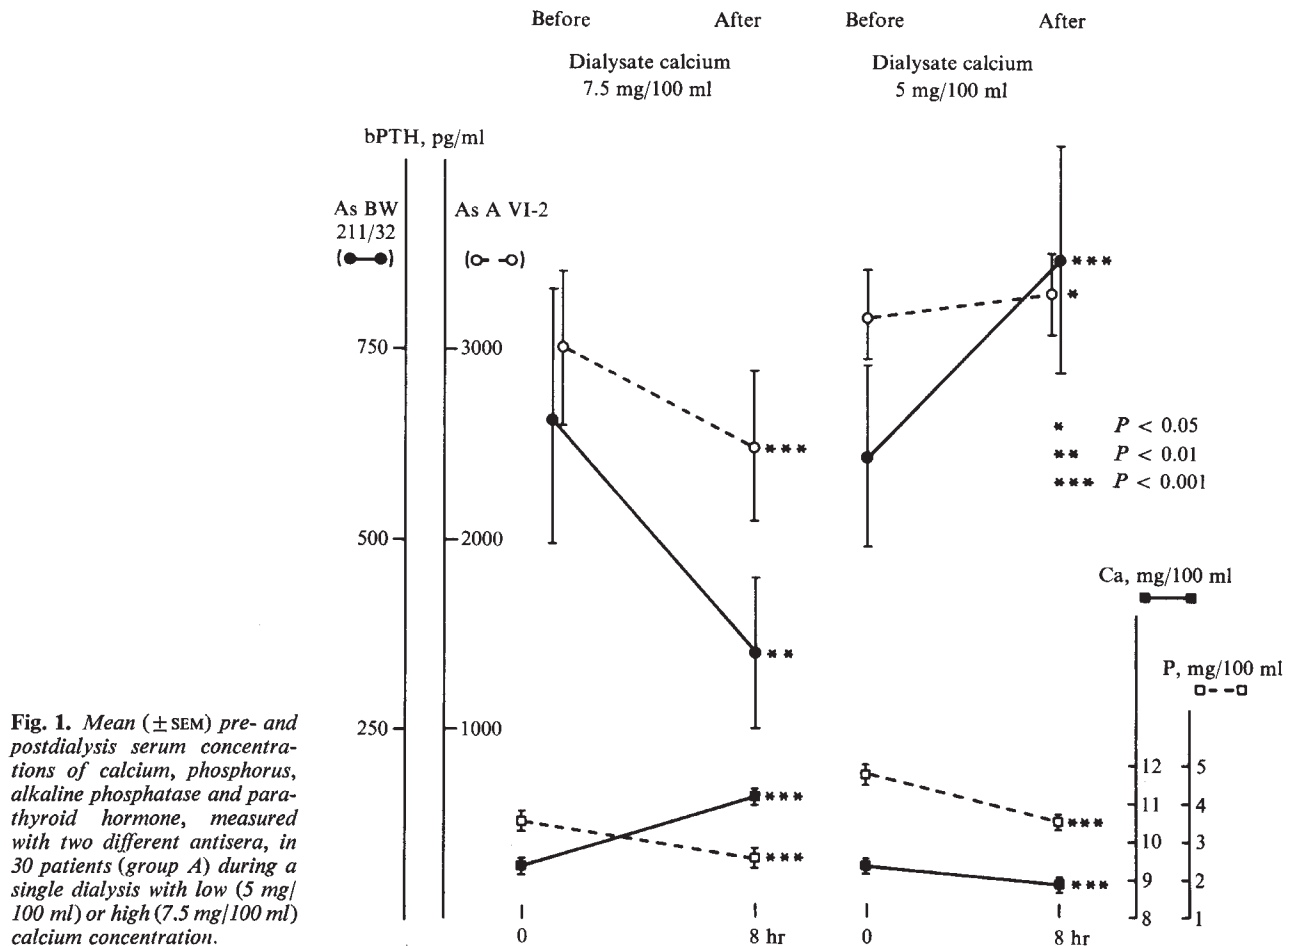 Before After Before After
Dialysate calcium Dialysate calcium
7.5 mg/100 ml 5 mg/100 ml
bPTH, pg/ml
As BW As A VI-2
211/32
(●—●) (○- -○)
750 3000
* P < 0.05
** P < 0.01
*** P < 0.001
500 2000
Ca, mg/100 ml
P, mg/100 ml
250 1000
12 5
11 4
10 3
9 2
8 1
***
*
***
**
***
***
***
***
0 8 hr 0 8 hr
Fig. 1. Mean (±SEM) pre- and
postdialysis serum concentra-
tions of calcium, phosphorus,
alkaline phosphatase and para-
thyroid hormone, measured
with two different antisera, in
30 patients (group A) during a
single dialysis with low (5 mg/
100 ml) or high (7.5 mg/100 ml)
calcium concentration.